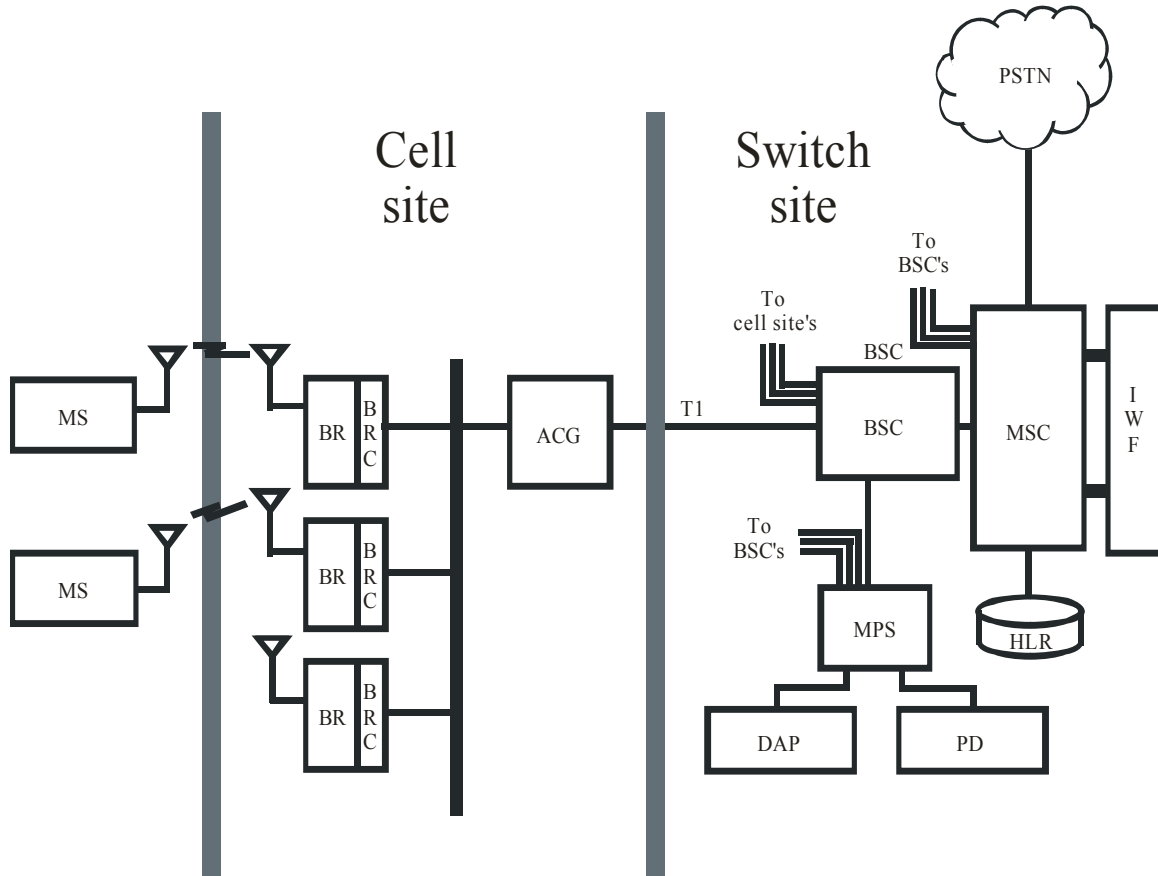 PSTN
Cell
site
Switch
site
To
BSC's
To
cell site's
BSC
MS
BR
B
R
C
ACG
T1
BSC
MSC
I
W
F
To
BSC's
MS
BR
B
R
C
MPS
HLR
BR
B
R
C
DAP
PD